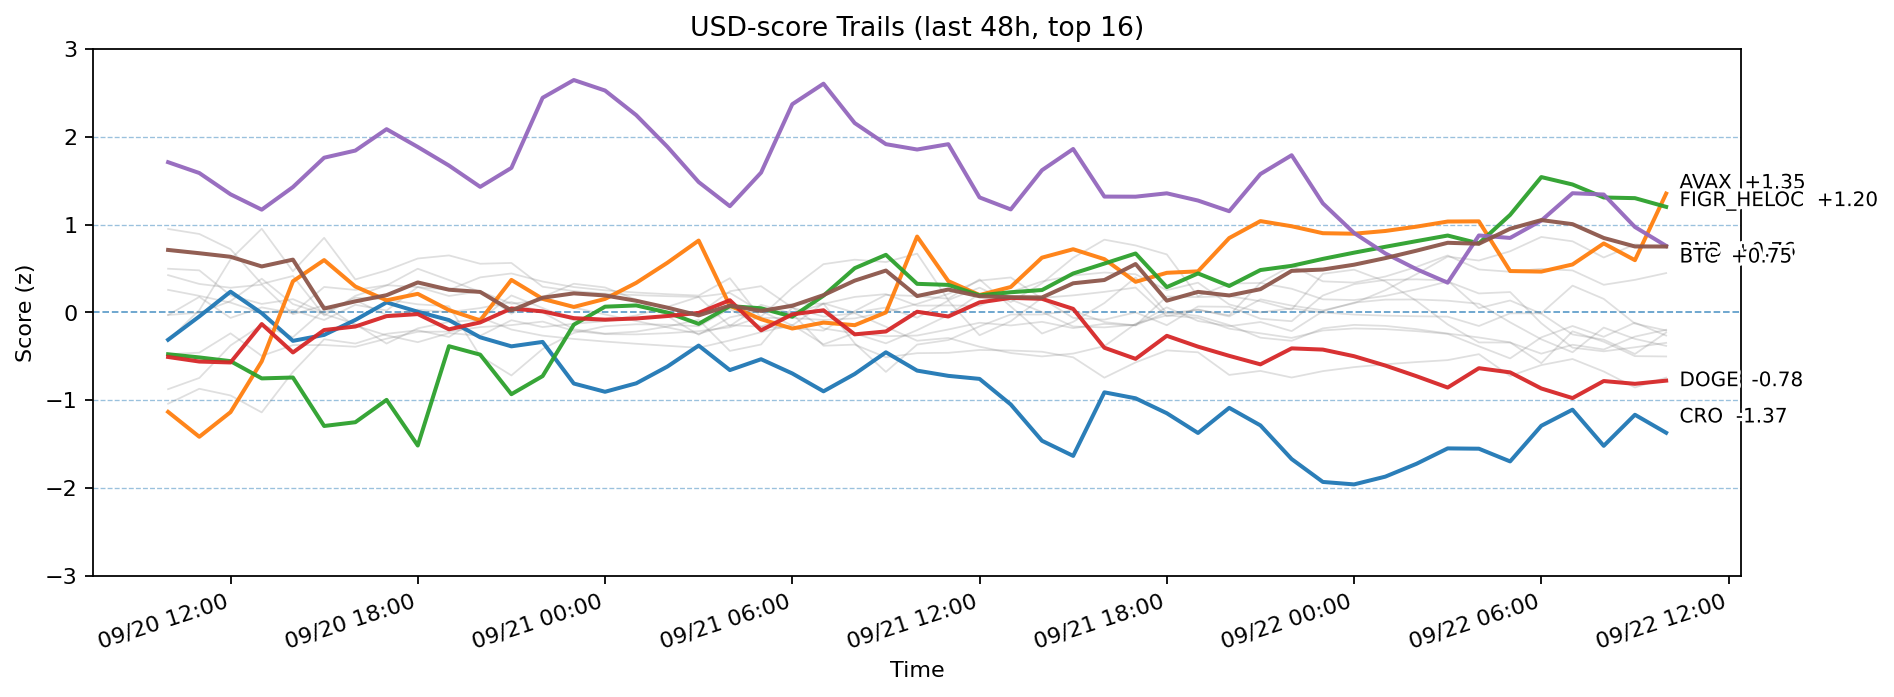 USD-score Trails (last 48h, top 16)
Score (z)
3
2
1
0
−1
−2
−3
AVAX +1.35
FIGR_HELOC +1.20
BTC +0.75
DOGE -0.78
CRO -1.37
09/20 12:00
09/20 18:00
09/21 00:00
09/21 06:00
09/21 12:00
09/21 18:00
09/22 00:00
09/22 06:00
09/22 12:00
Time